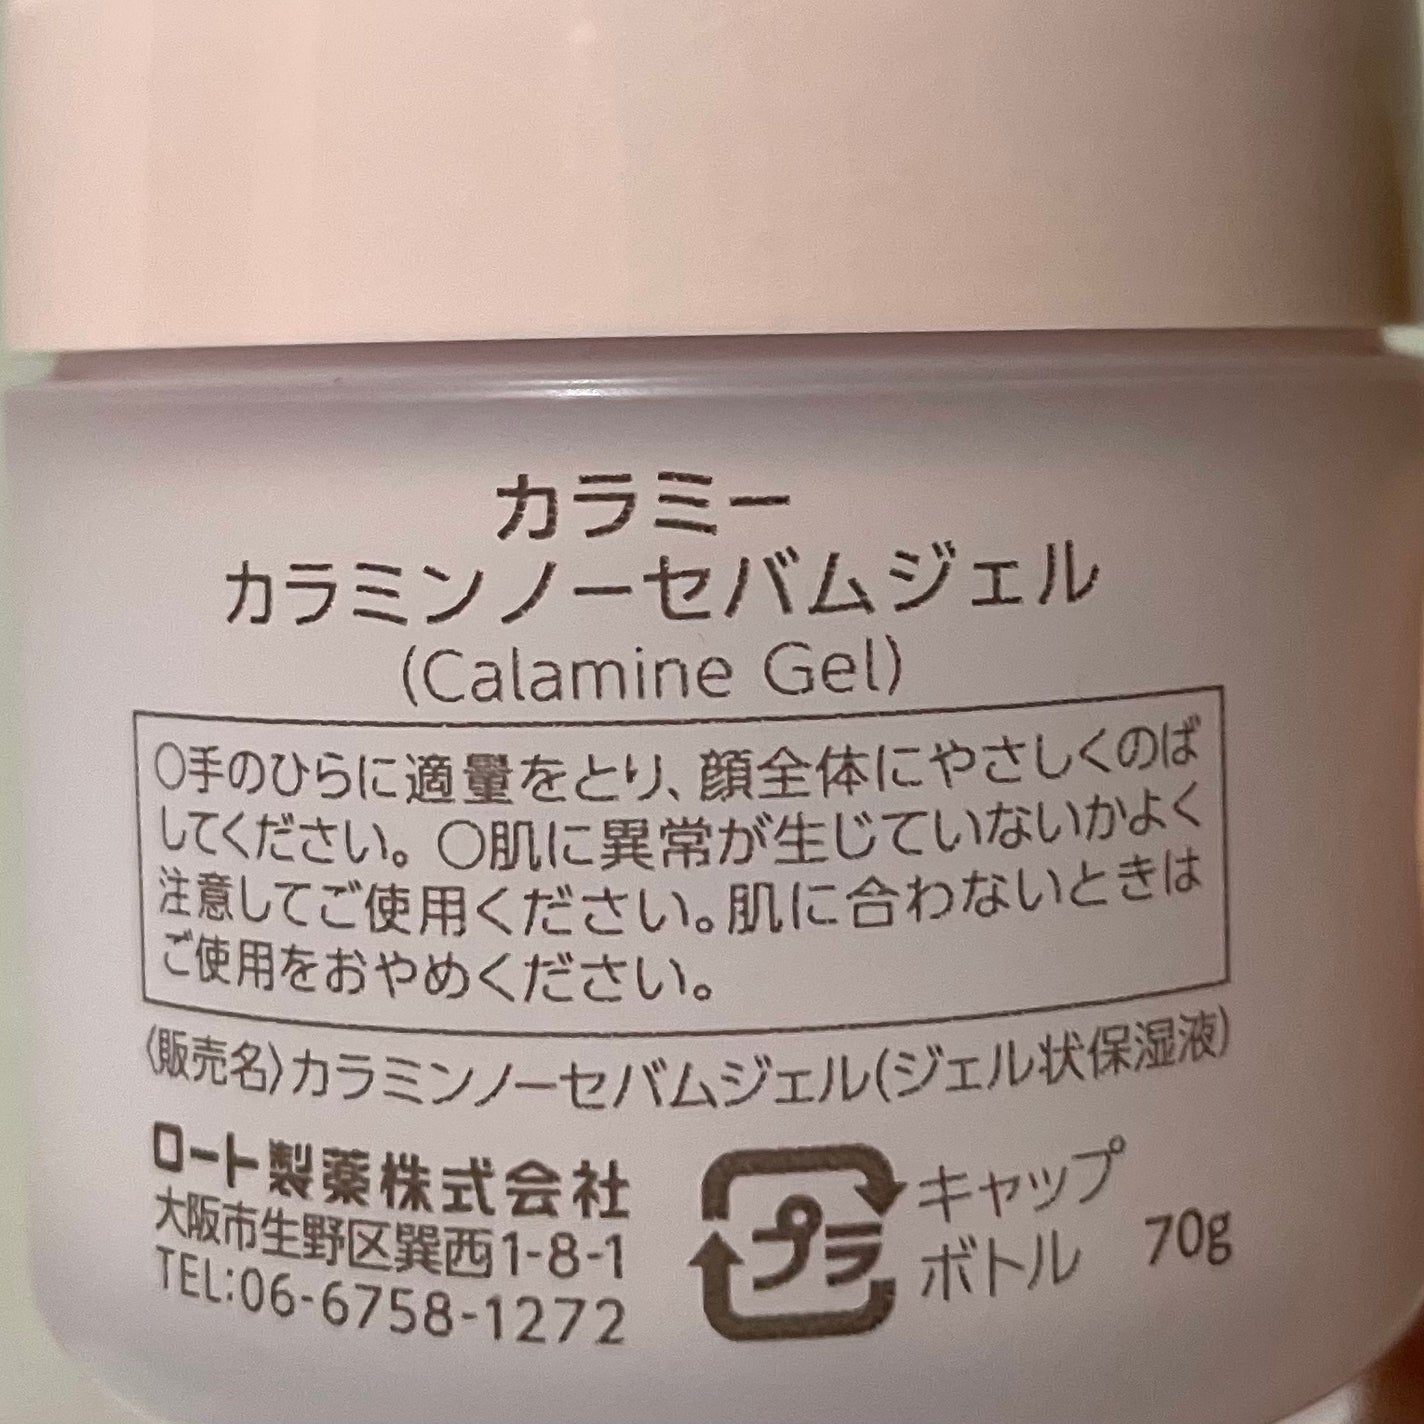 カラミー
カラミンノーセバムジェル
(Calamine Gel)
〇手のひらに適量をとり、顔全体にやさしくのば
してください。〇肌に異常が生じていないかよく
注意してご使用ください。肌に合わないときは
ご使用をおやめください。
〈販売名〉カラミンノーセバムジェル(ジェル状保湿液)
ロート製薬株式会社
大阪市生野区巽西1-8-1
TEL:06-6758-1272
プラ
キャップ
ボトル
70g